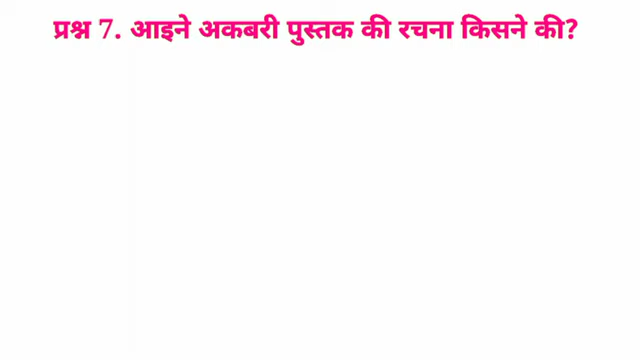 प्रश्न 7. आइने अकबरी पुस्तक की रचना किसने की?